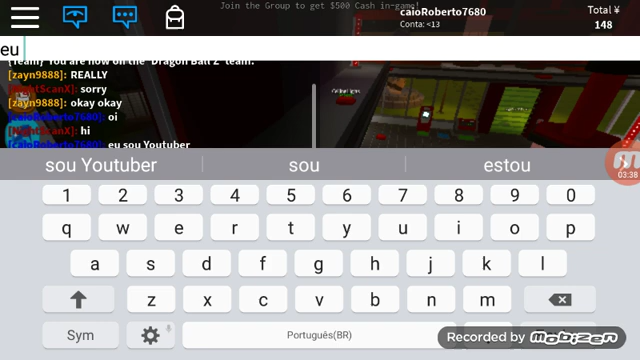 Join the Group to get $500 Cash in-game!
caioRoberto7680
Conta: <13
Total ¥
148
eu
[Team] You are now on the 'Dragon Ball Z' team.
[zayn9888]: REALLY
[NightScanX]: sorry
[zayn9888]: okay okay
[caioRoberto7680]: oi
[NightScanX]: hi
[caioRoberto7680]: eu sou Youtuber
sou Youtuber
sou
estou
03:38
1 2 3 4 5 6 7 8 9 0
q w e r t y u i o p
a s d f g h j k l
z x c v b n m
Sym
Português(BR)
Recorded by
mobizen